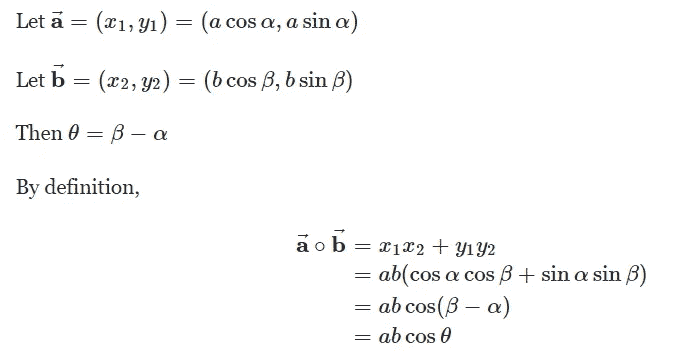 Let a⃗ = (x₁, y₁) = (a cos α, a sin α)
Let b⃗ = (x₂, y₂) = (b cos β, b sin β)
Then θ = β − α
By definition,
a⃗ ∘ b⃗ = x₁x₂ + y₁y₂
= ab(cos α cos β + sin α sin β)
= ab cos(β − α)
= ab cos θ